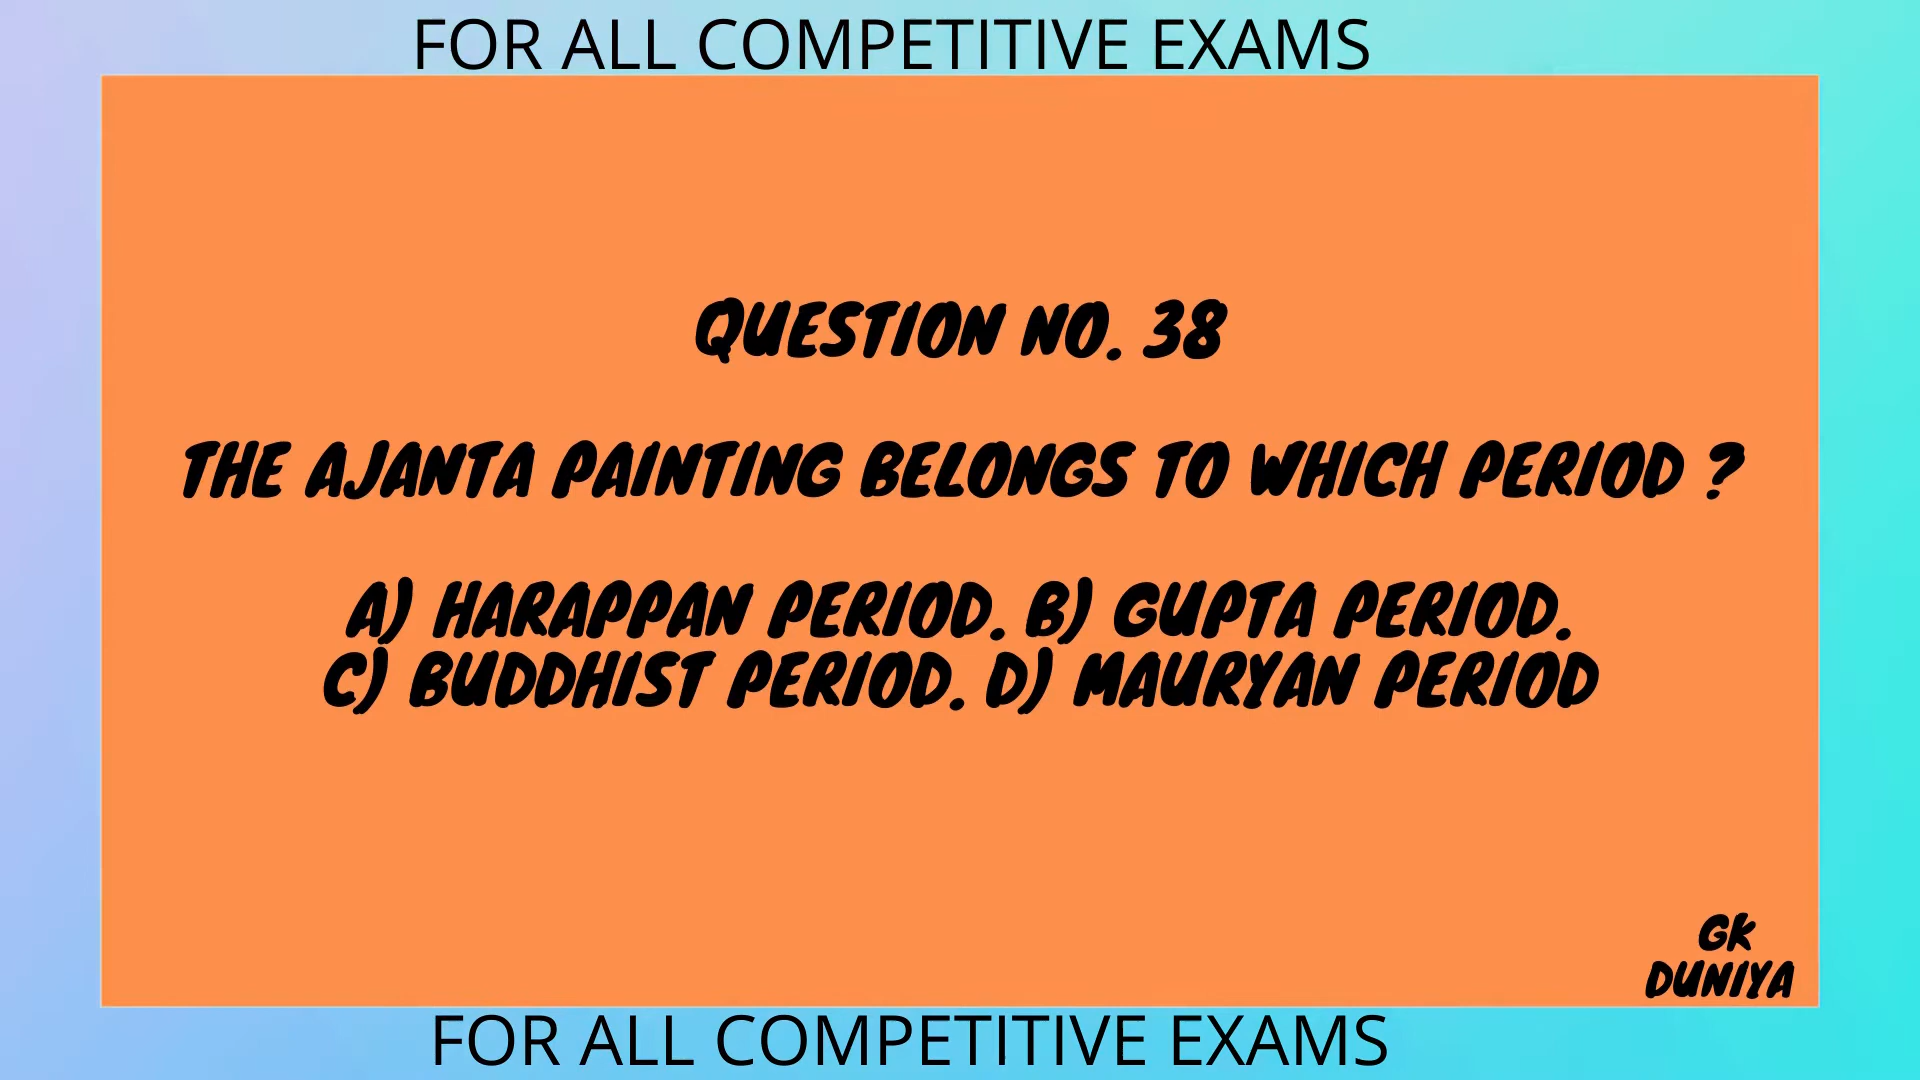 FOR ALL COMPETITIVE EXAMS
QUESTION NO. 38
THE AJANTA PAINTING BELONGS TO WHICH PERIOD ?
A) HARAPPAN PERIOD. B) GUPTA PERIOD.
C) BUDDHIST PERIOD. D) MAURYAN PERIOD
GK
DUNIYA
FOR ALL COMPETITIVE EXAMS